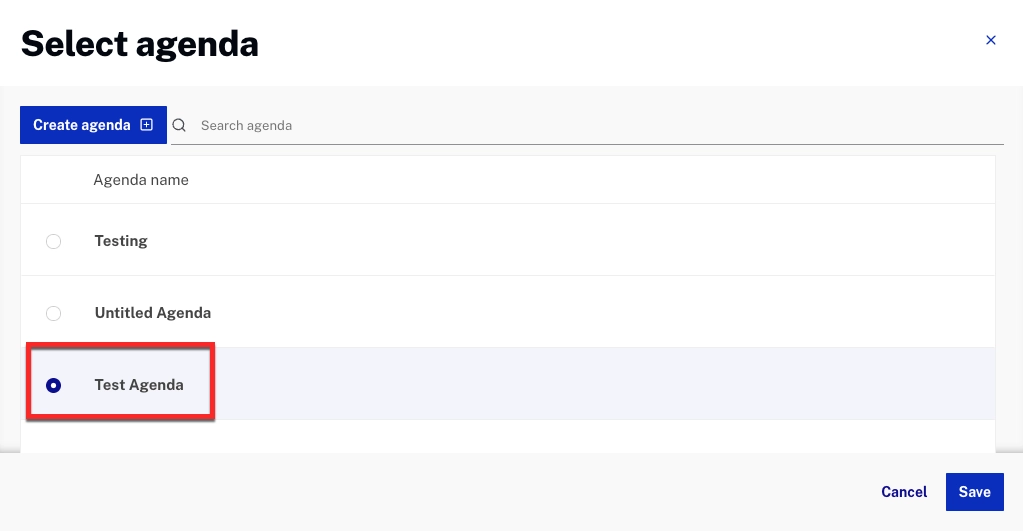 Select agenda
Create agenda
Search agenda
Agenda name
Testing
Untitled Agenda
Test Agenda
Cancel
Save